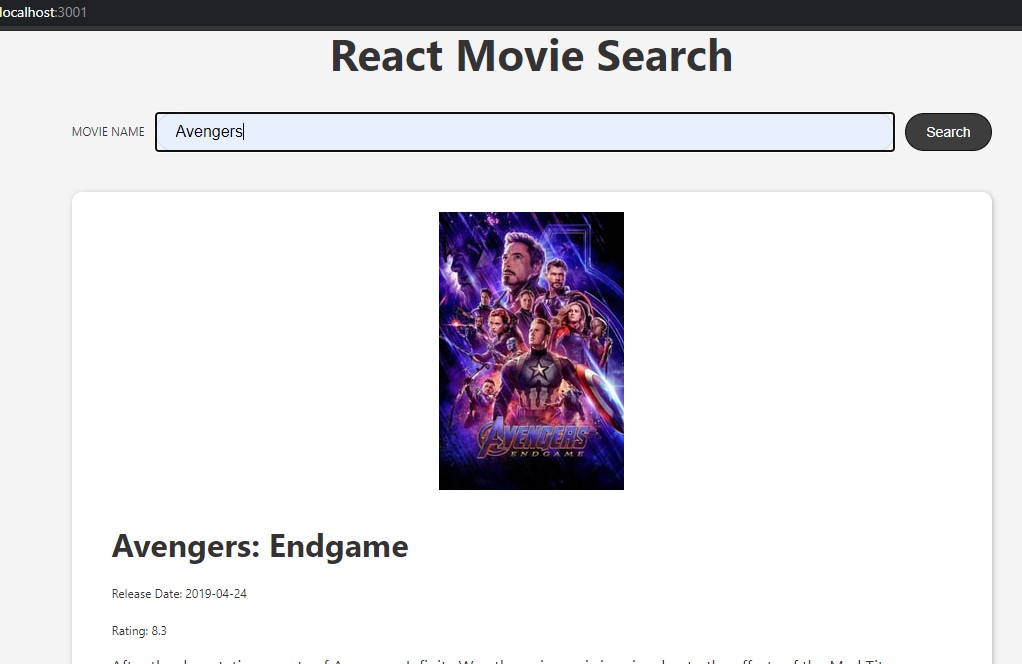 localhost:3001
React Movie Search
MOVIE NAME Avengers Search
AVENGERS
ENDGAME
Avengers: Endgame
Release Date: 2019-04-24
Rating: 8.3